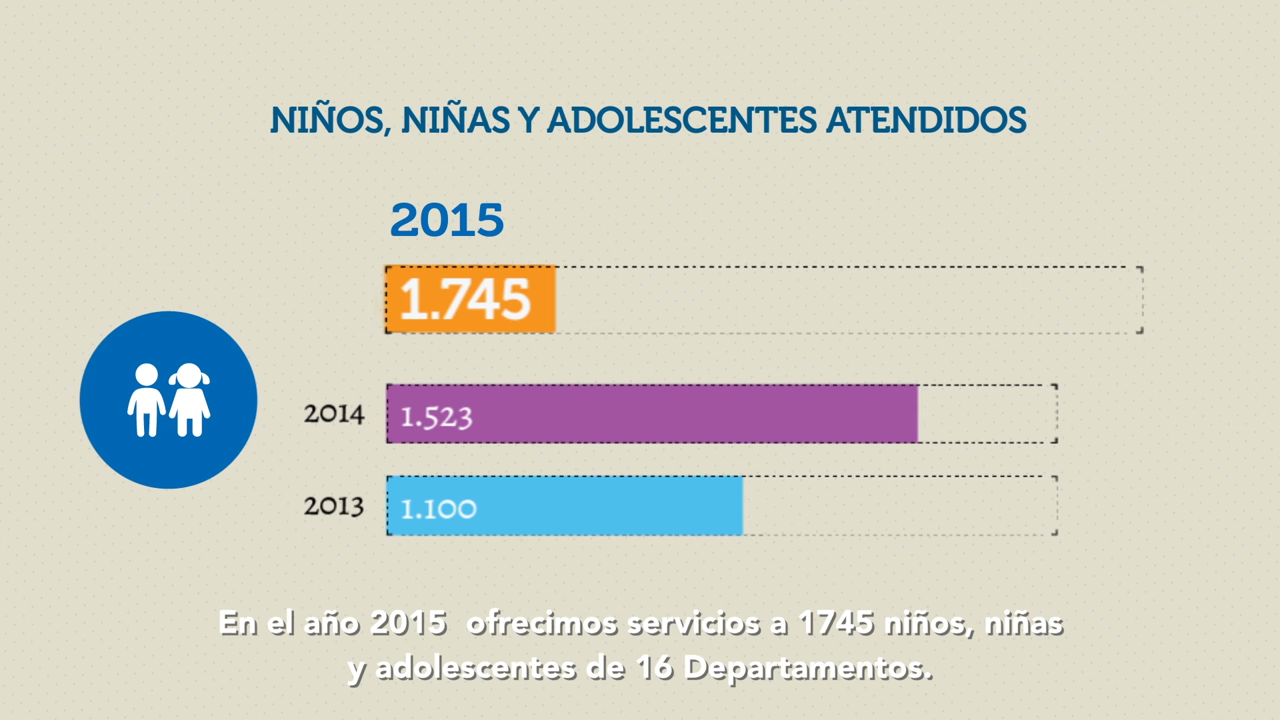 NIÑOS, NIÑAS Y ADOLESCENTES ATENDIDOS
2015
1.745
2014
1.523
2013
1.100
En el año 2015 ofrecimos servicios a 1745 niños, niñas
y adolescentes de 16 Departamentos.